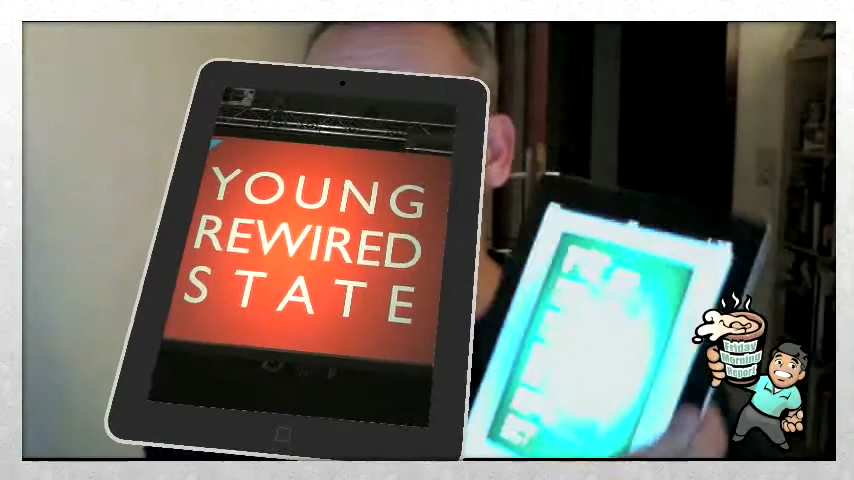 YOUNG
REWIRED
STATE
Friday
Morning
Report